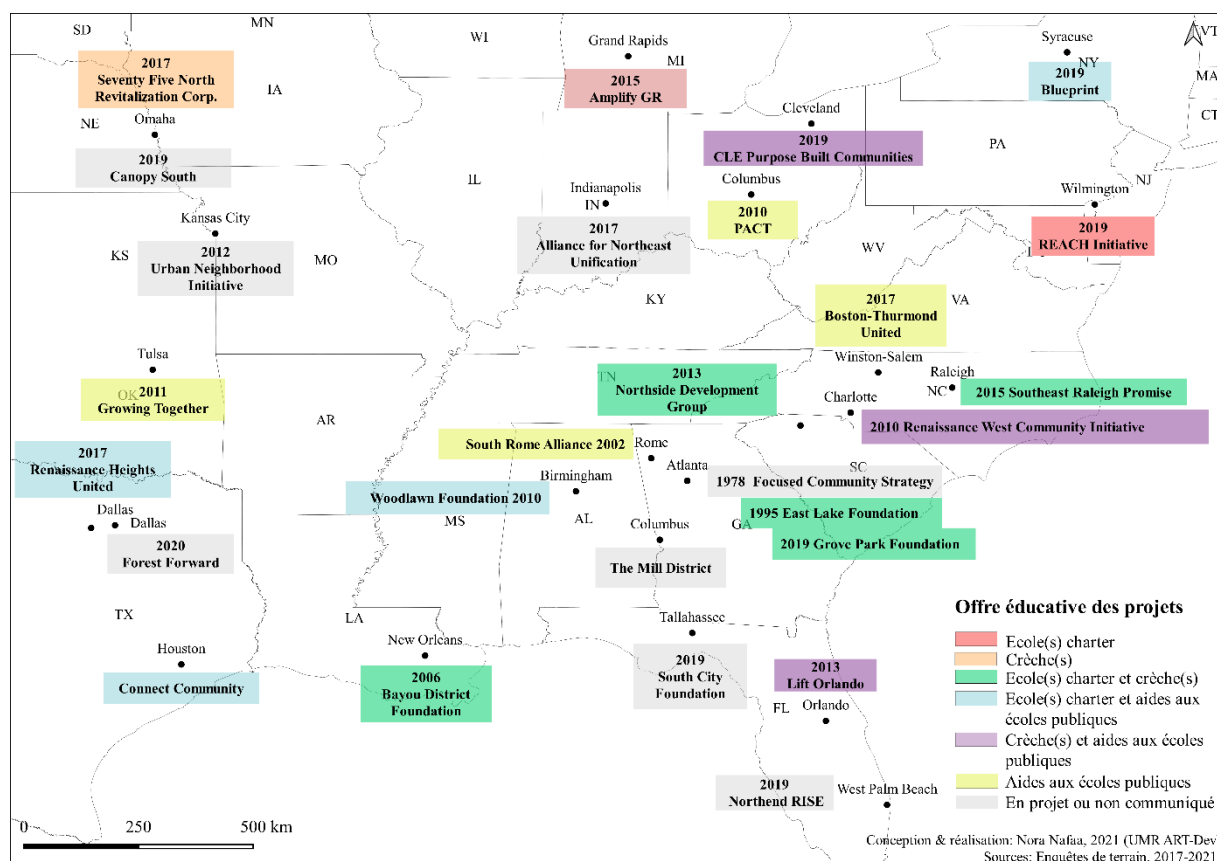 SD
MN
WI
Grand Rapids
MI
Syracuse
NY
VT
MA
CT
2017
Seventy Five North
Revitalization Corp.
IA
2015
Amplify GR
2019
Blueprint
NE
Omaha
Cleveland
2019
CLE Purpose Built Communities
PA
NJ
2019
Canopy South
IL
Indianapolis
IN
Columbus
2010
PACT
Wilmington
2019
REACH Initiative
Kansas City
KS
2012
Urban Neighborhood
Initiative
MO
2017
Alliance for Northeast
Unification
WV
KY
2017
Boston-Thurmond
United
VA
Tulsa
OK
2011
Growing Together
TN
2013
Northside Development
Group
Winston-Salem
Raleigh
NC
2015 Southeast Raleigh Promise
Charlotte
2010 Renaissance West Community Initiative
AR
South Rome Alliance 2002
Rome
2017
Renaissance Heights
United
Birmingham
Atlanta
SC
1978 Focused Community Strategy
Woodlawn Foundation 2010
1995 East Lake Foundation
MS
AL
GA
2019 Grove Park Foundation
Dallas
Dallas
2020
Forest Forward
Columbus
The Mill District
TX
LA
Tallahassee
Houston
Connect Community
New Orleans
2006
Bayou District
Foundation
2019
South City
Foundation
2013
Lift Orlando
FL
Orlando
2019
Northend RISE
West Palm Beach
Offre éducative des projets
Ecole(s) charter
Crèche(s)
Ecole(s) charter et crèche(s)
Ecole(s) charter et aides aux
écoles publiques
Crèche(s) et aides aux écoles
publiques
Aides aux écoles publiques
En projet ou non communiqué
0 250 500 km
Conception & réalisation: Nora Nafaa, 2021 (UMR ART-Dev
Sources: Enquêtes de terrain, 2017-2021